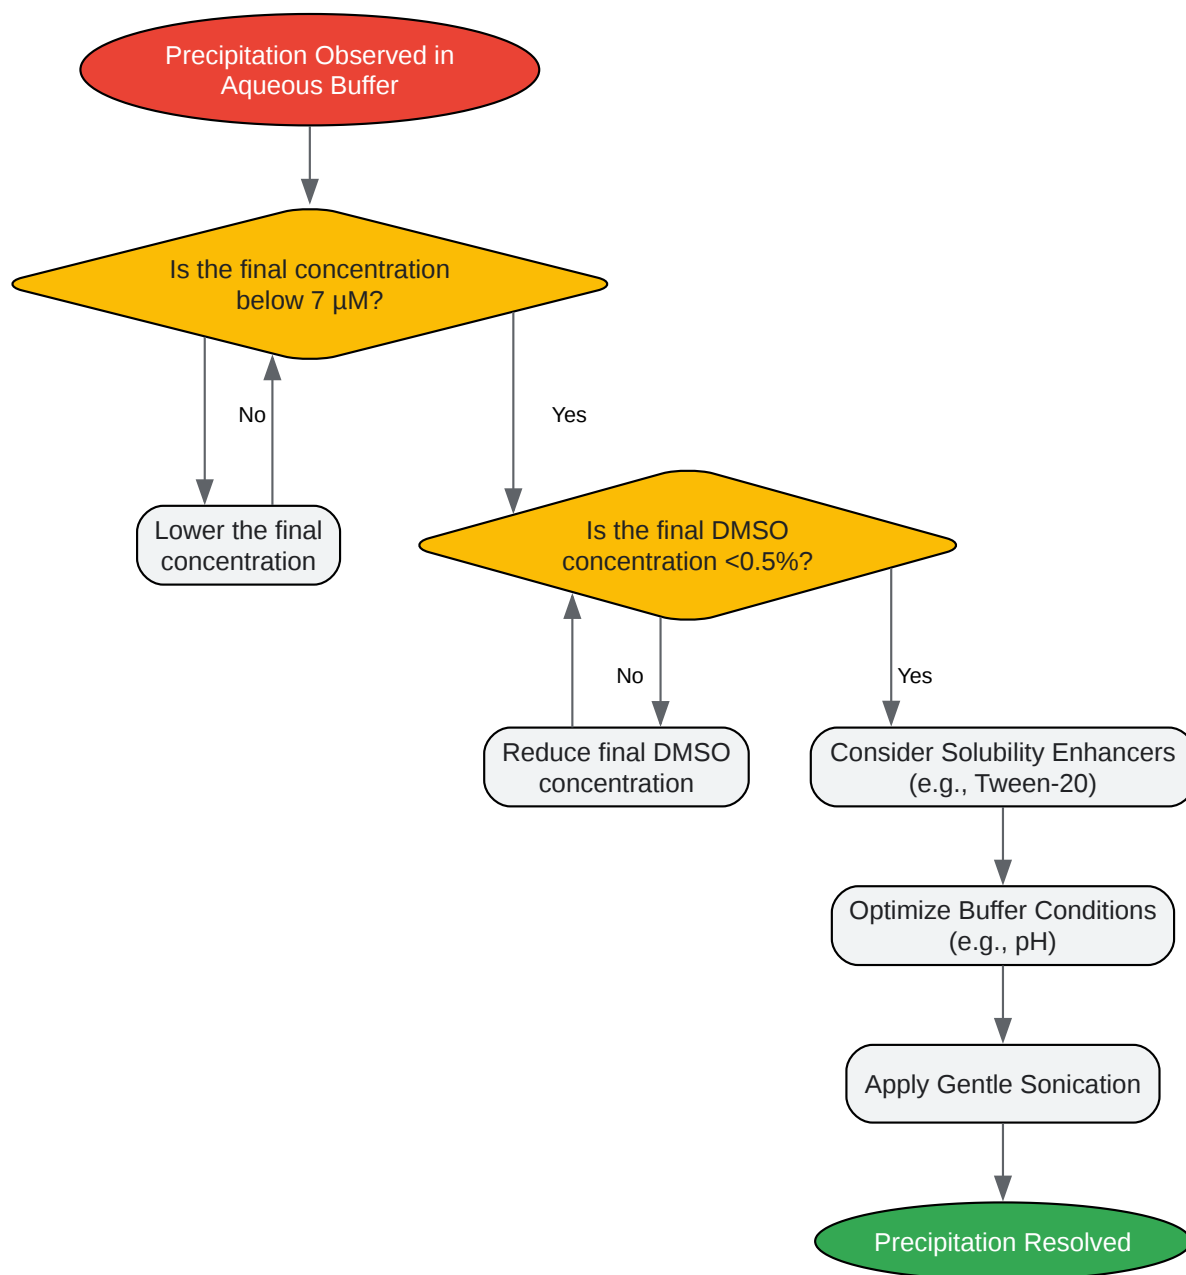 Precipitation Observed in
Aqueous Buffer
Is the final concentration
below 7 µM?
No
Yes
Lower the final
concentration
Is the final DMSO
concentration <0.5%?
No
Yes
Reduce final DMSO
concentration
Consider Solubility Enhancers
(e.g., Tween-20)
Optimize Buffer Conditions
(e.g., pH)
Apply Gentle Sonication
Precipitation Resolved